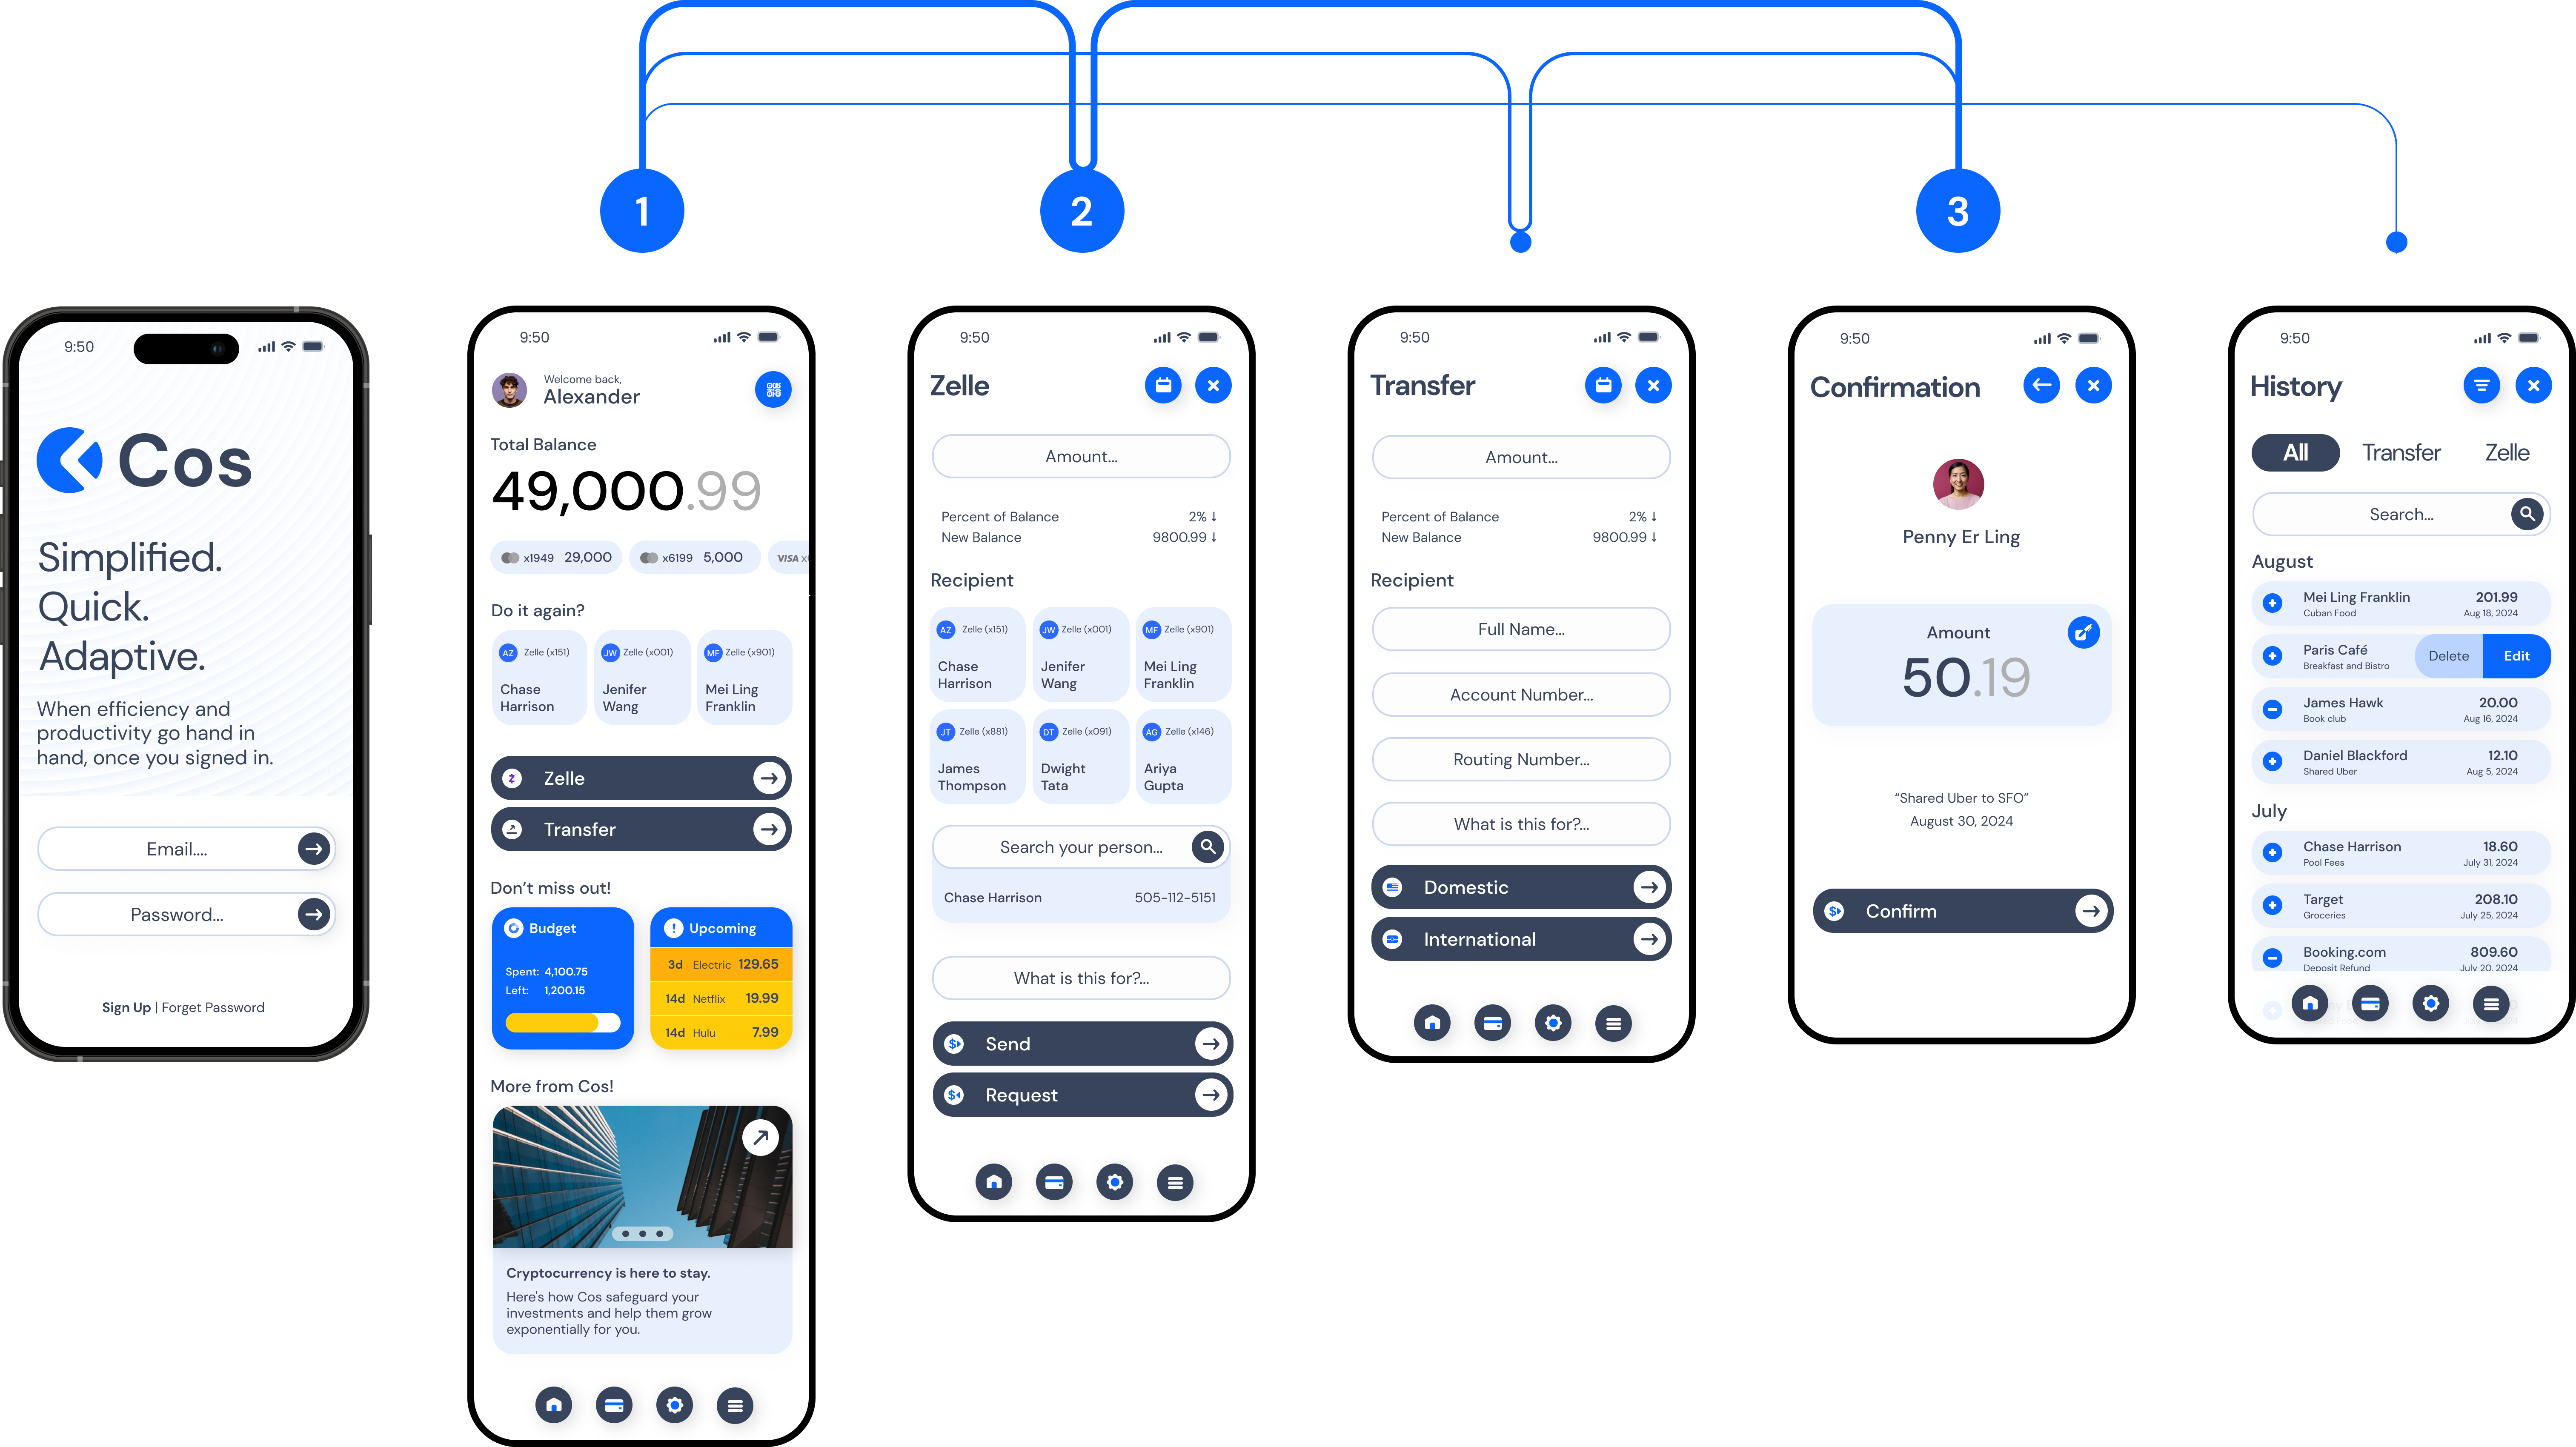 1
2
3
9:50
Cos
Simplified.
Quick.
Adaptive.
When efficiency and
productivity go hand in
hand, once you signed in.
Email....
Password...
Sign Up | Forget Password
9:50
Welcome back,
Alexander
Total Balance
49,000.99
x1949 29,000
x6199 5,000
VISA
Do it again?
AZ Zelle (x151)
Chase
Harrison
JW Zelle (x001)
Jenifer
Wang
MF Zelle (x901)
Mei Ling
Franklin
Zelle
Transfer
Don't miss out!
Budget
Spent: 4,100.75
Left: 1,200.15
Upcoming
3d Electric 129.65
14d Netflix 19.99
14d Hulu 7.99
More from Cos!
Cryptocurrency is here to stay.
Here's how Cos safeguard your
investments and help them grow
exponentially for you.
9:50
Zelle
Amount...
Percent of Balance 2% ↓
New Balance 9800.99 ↓
Recipient
AZ Zelle (x151)
Chase
Harrison
JW Zelle (x001)
Jenifer
Wang
MF Zelle (x901)
Mei Ling
Franklin
JT Zelle (x881)
James
Thompson
DT Zelle (x091)
Dwight
Tata
AG Zelle (x146)
Ariya
Gupta
Search your person...
Chase Harrison 505-112-5151
What is this for?...
Send
Request
9:50
Transfer
Amount...
Percent of Balance 2% ↓
New Balance 9800.99 ↓
Recipient
Full Name...
Account Number...
Routing Number...
What is this for?...
Domestic
International
9:50
Confirmation
Penny Er Ling
Amount
50.19
“Shared Uber to SFO”
August 30, 2024
Confirm
9:50
History
All Transfer Zelle
Search...
August
Mei Ling Franklin 201.99
Cuban Food Aug 18, 2024
Paris Café Delete Edit
Breakfast and Bistro
James Hawk 20.00
Book club Aug 16, 2024
Daniel Blackford 12.10
Shared Uber Aug 5, 2024
July
Chase Harrison 18.60
Pool Fees July 31, 2024
Target 208.10
Groceries July 25, 2024
Booking.com 809.60
Deposit Refund July 20, 2024